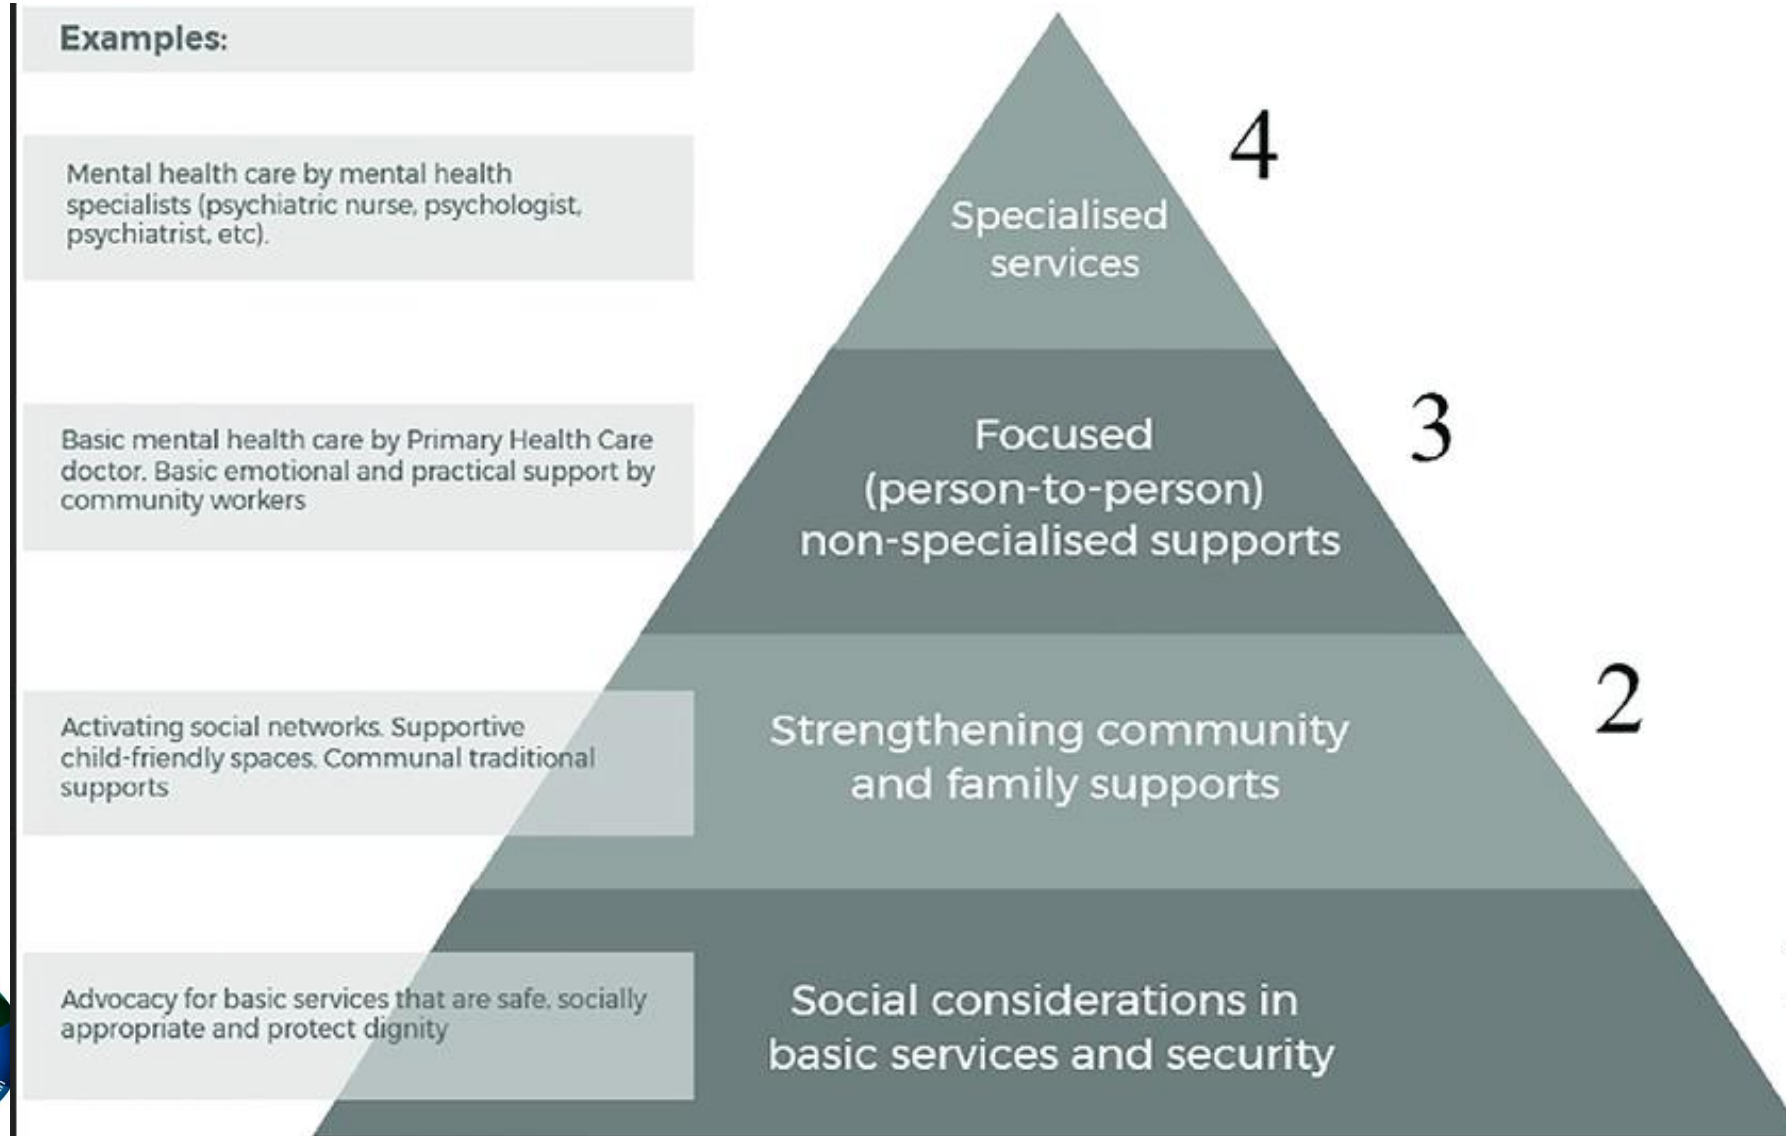 Examples:
Mental health care by mental health
specialists (psychiatric nurse, psychologist,
psychiatrist, etc).
Specialised
services
4
Basic mental health care by Primary Health Care
doctor. Basic emotional and practical support by
community workers
Focused
(person-to-person)
non-specialised supports
3
Activating social networks. Supportive
child-friendly spaces. Communal traditional
supports
Strengthening community
and family supports
2
Advocacy for basic services that are safe, socially
appropriate and protect dignity
Social considerations in
basic services and security